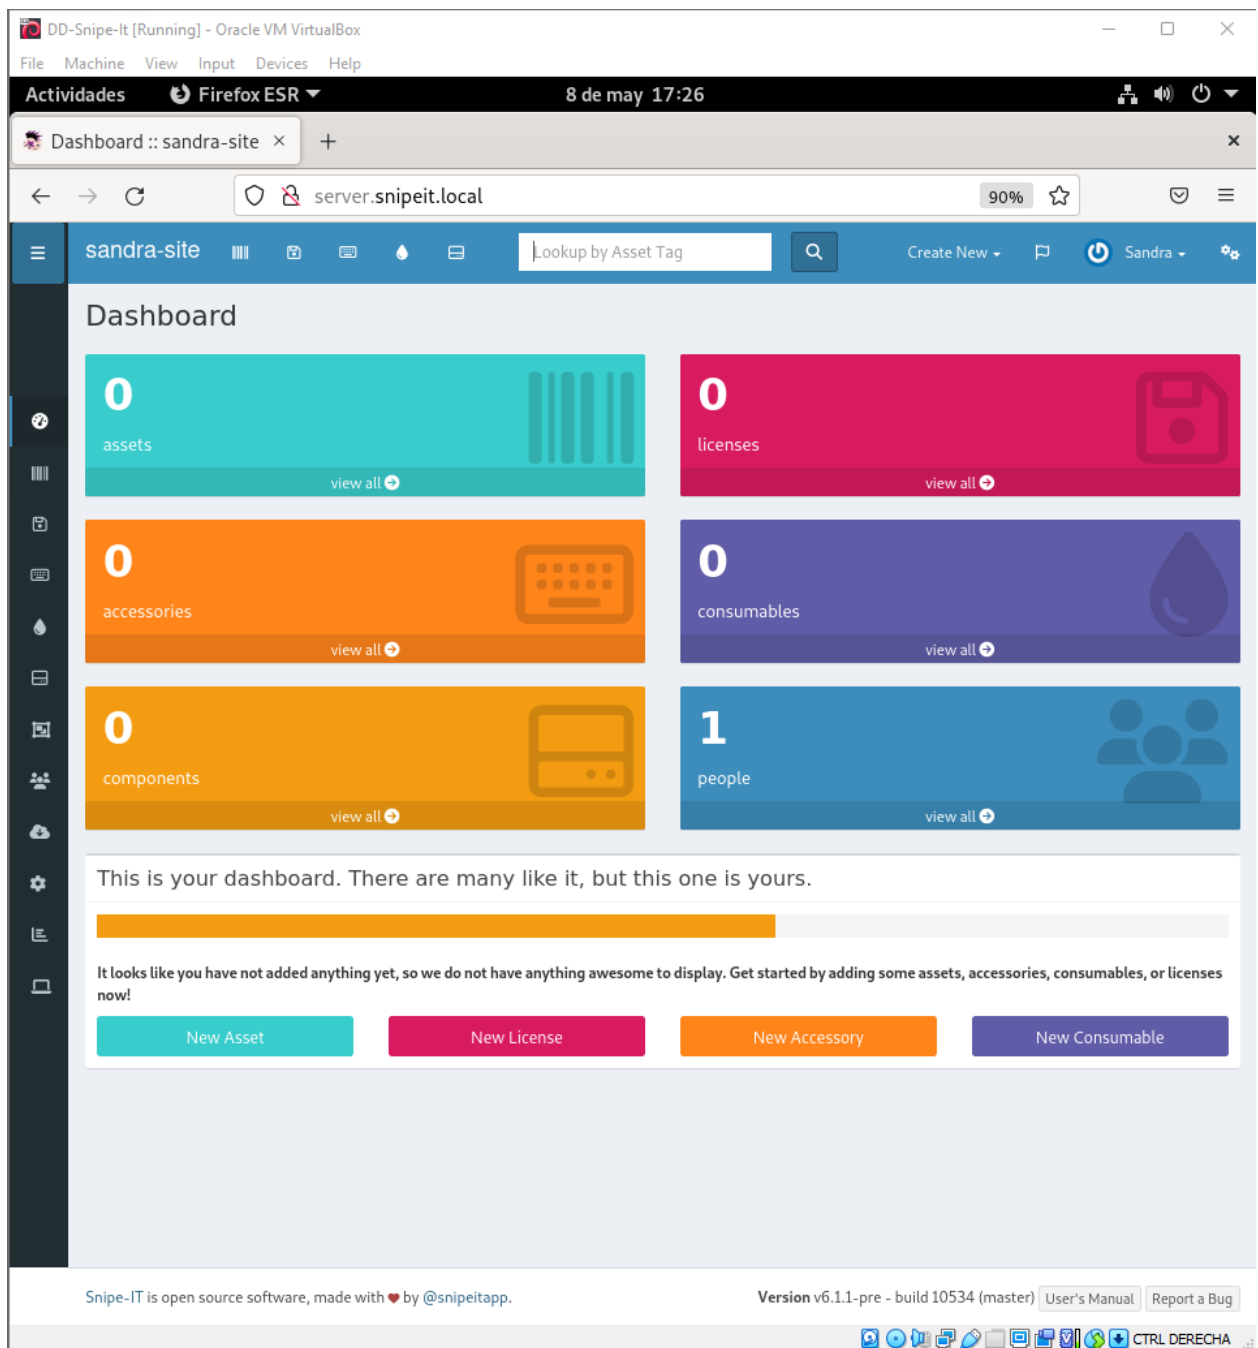 DD-Snipe-It [Running] - Oracle VM VirtualBox
File Machine View Input Devices Help
Actividades Firefox ESR 8 de may 17:26
Dashboard :: sandra-site
server.snipeit.local 90%
sandra-site Lookup by Asset Tag Create New Sandra
Dashboard
0
assets
view all
0
licenses
view all
0
accessories
view all
0
consumables
view all
0
components
view all
1
people
view all
This is your dashboard. There are many like it, but this one is yours.
It looks like you have not added anything yet, so we do not have anything awesome to display. Get started by adding some assets, accessories, consumables, or licenses
now!
New Asset New License New Accessory New Consumable
Snipe-IT is open source software, made with by @snipeitapp. Version v6.1.1-pre - build 10534 (master) User's Manual Report a Bug
CTRL DERECHA